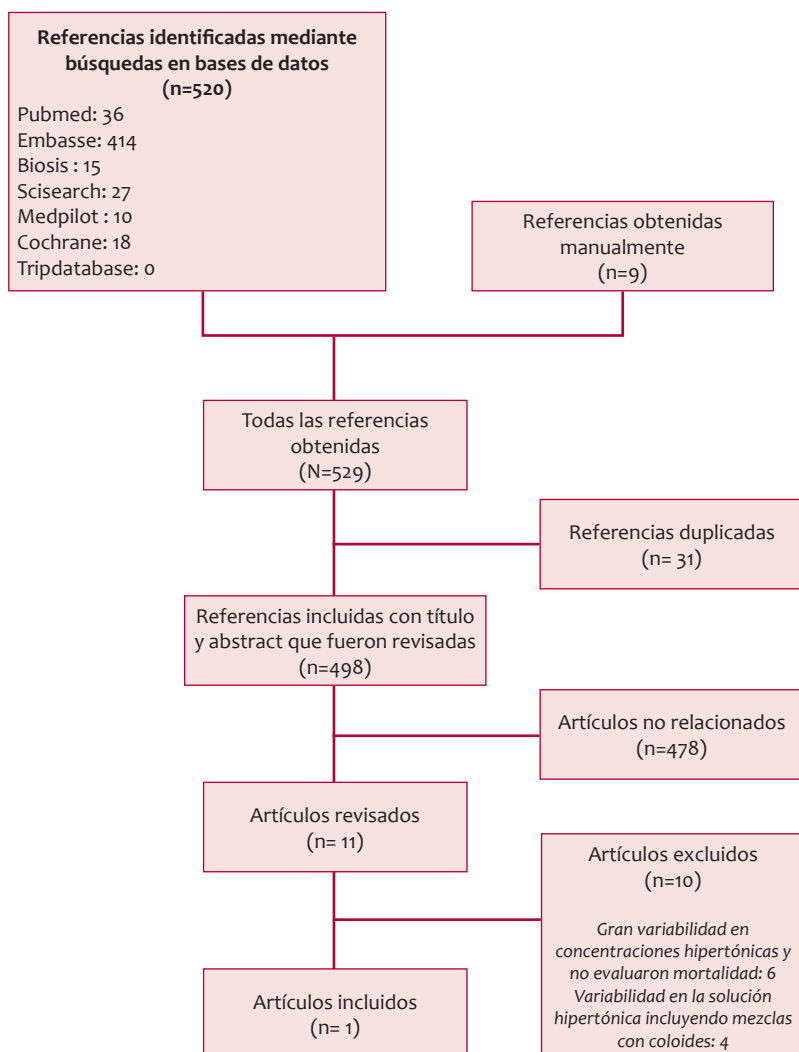 Referencias identificadas mediante
búsquedas en bases de datos
(n=520)
Pubmed: 36
Embasse: 414
Biosis : 15
Scisearch: 27
Medpilot : 10
Cochrane: 18
Tripdatabase: 0
Referencias obtenidas
manualmente
(n=9)
Todas las referencias
obtenidas
(N=529)
Referencias duplicadas
(n= 31)
Referencias incluidas con título
y abstract que fueron revisadas
(n=498)
Artículos no relacionados
(n=478)
Artículos revisados
(n= 11)
Artículos excluidos
(n=10)
Gran variabilidad en
concentraciones hipertónicas y
no evaluaron mortalidad: 6
Variabilidad en la solución
hipertónica incluyendo mezclas
con coloides: 4
Artículos incluidos
(n= 1)